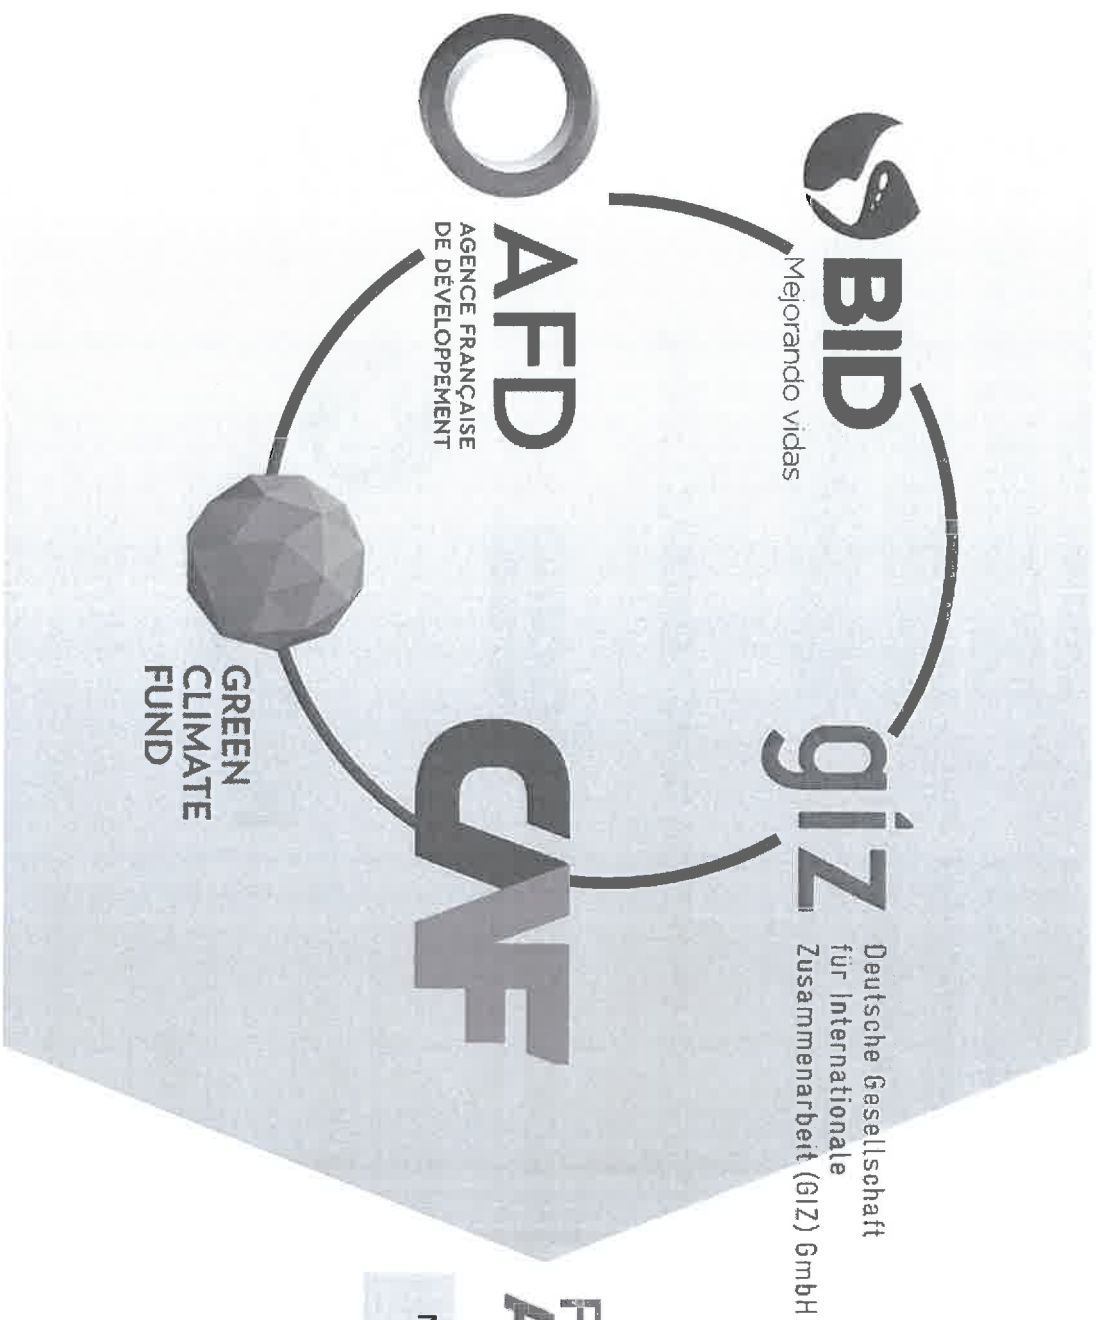 BID
Mejorando vidas
giz
Deutsche Gesellschaft
für Internationale
Zusammenarbeit (GIZ) GmbH
AFD
AGENCE FRANÇAISE
DE DÉVELOPPEMENT
CAF
GREEN
CLIMATE
FUND